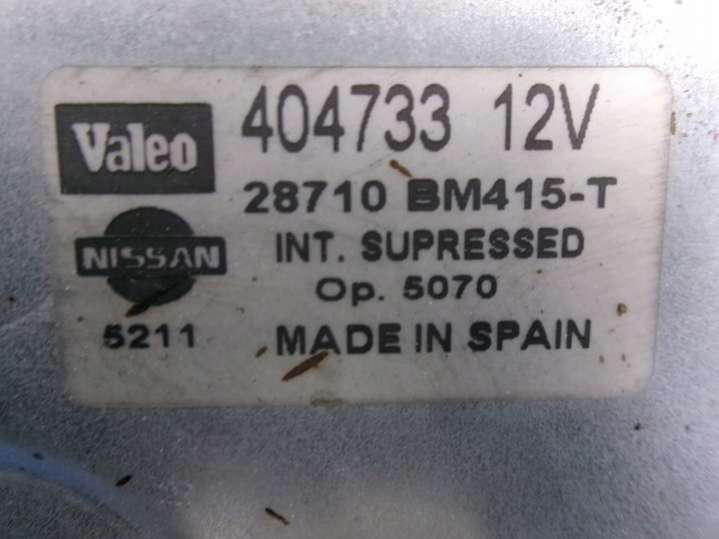 Valeo
404733 12V
28710 BM415-T
NISSAN
INT. SUPRESSED
Op. 5070
5211
MADE IN SPAIN